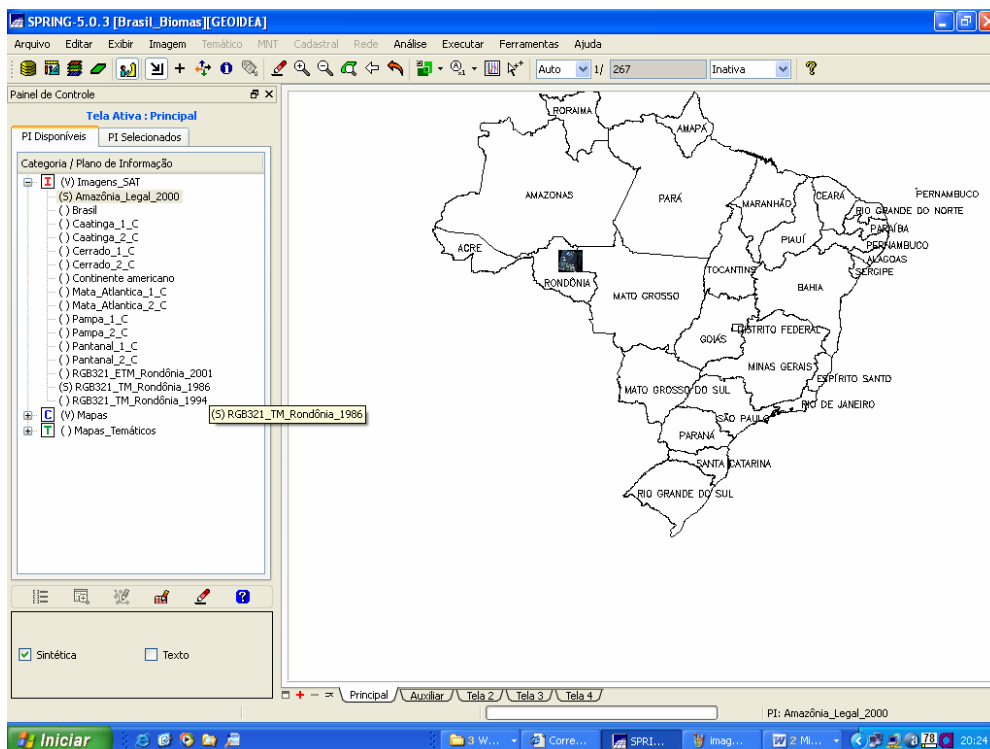 SPRING-5.0.3 [Brasil_Biomas][GEOIDEA]
Arquivo Editar Exibir Imagem Temático MNT Cadastral Rede Análise Executar Ferramentas Ajuda
Auto 1/ 267 Inativa
Painel de Controle
Tela Ativa : Principal
PI Disponíveis PI Selecionados
Categoria / Plano de Informação
(V) Imagens_SAT
(S) Amazônia_Legal_2000
( ) Brasil
( ) Caatinga_1_C
( ) Caatinga_2_C
( ) Cerrado_1_C
( ) Cerrado_2_C
( ) Continente americano
( ) Mata_Atlantica_1_C
( ) Mata_Atlantica_2_C
( ) Pampa_1_C
( ) Pampa_2_C
( ) Pantanal_1_C
( ) Pantanal_2_C
( ) RGB321_ETM_Rondônia_2001
(S) RGB321_TM_Rondônia_1986
( ) RGB321_TM_Rondônia_1994
(S) RGB321_TM_Rondônia_1986
C (V) Mapas
T ( ) Mapas_Temáticos
Sintética Texto
RORAIMA
AMAPÁ
AMAZONAS
PARÁ
MARANHÃO
CEARÁ
PERNAMBUCO
RIO GRANDE DO NORTE
PARAÍBA
PIAUÍ
PERNAMBUCO
ACRE
ALAGOAS
SERGIPE
TOCANTINS
RONDÔNIA
BAHIA
MATO GROSSO
DISTRITO FEDERAL
GOIÁS
MINAS GERAIS
ESPÍRITO SANTO
MATO GROSSO DO SUL
RIO DE JANEIRO
SÃO PAULO
PARANÁ
SANTA CATARINA
RIO GRANDE DO SUL
Principal Auxiliar Tela 2 Tela 3 Tela 4
PI: Amazônia_Legal_2000
Iniciar 3 W... Corre... SPRI... imag... 2 Mi... 78 20:24